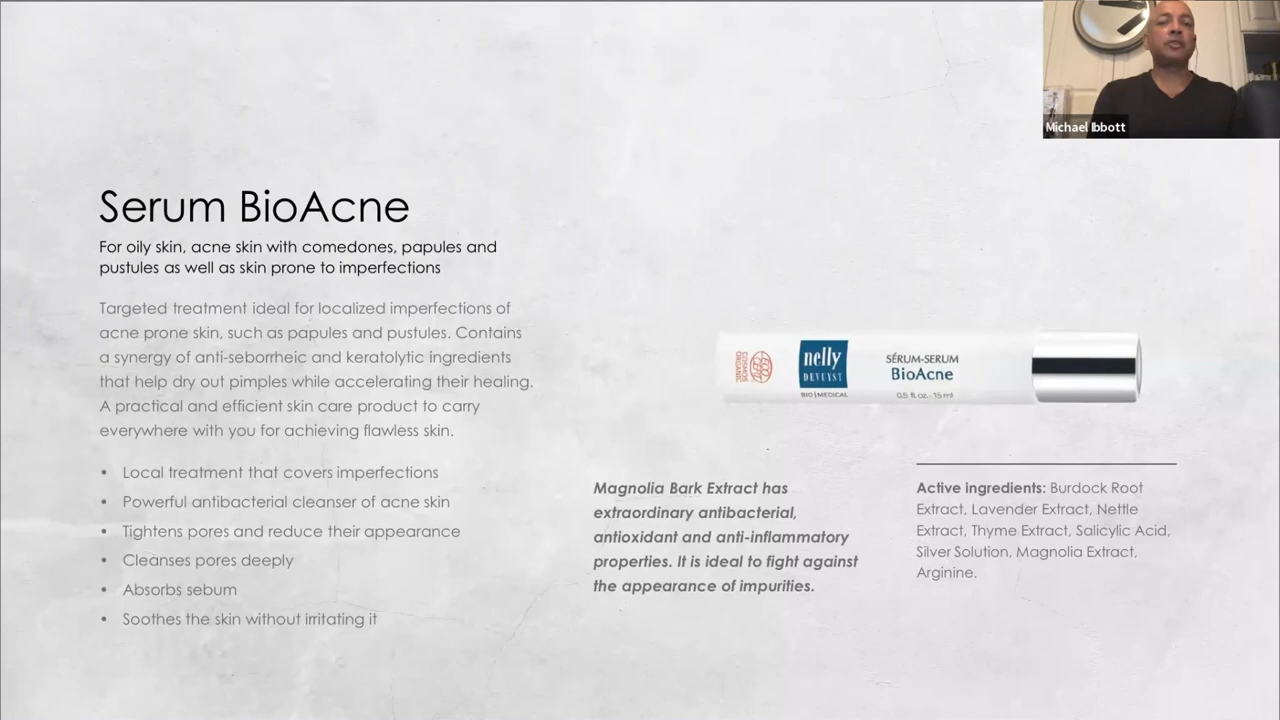 Michael Ibbott
Serum BioAcne
For oily skin, acne skin with comedones, papules and
pustules as well as skin prone to imperfections
Targeted treatment ideal for localized imperfections of
acne prone skin, such as papules and pustules. Contains
a synergy of anti-seborrheic and keratolytic ingredients
that help dry out pimples while accelerating their healing.
A practical and efficient skin care product to carry
everywhere with you for achieving flawless skin.
• Local treatment that covers imperfections
• Powerful antibacterial cleanser of acne skin
• Tightens pores and reduce their appearance
• Cleanses pores deeply
• Absorbs sebum
• Soothes the skin without irritating it
COSMOS
ORGANIC
ECO
CERT
nelly
DEVUYST
BIO | MEDICAL
SÉRUM-SERUM
BioAcne
0.5 fl. oz. - 15 ml
Magnolia Bark Extract has
extraordinary antibacterial,
antioxidant and anti-inflammatory
properties. It is ideal to fight against
the appearance of impurities.
Active ingredients: Burdock Root
Extract, Lavender Extract, Nettle
Extract, Thyme Extract, Salicylic Acid,
Silver Solution, Magnolia Extract,
Arginine.